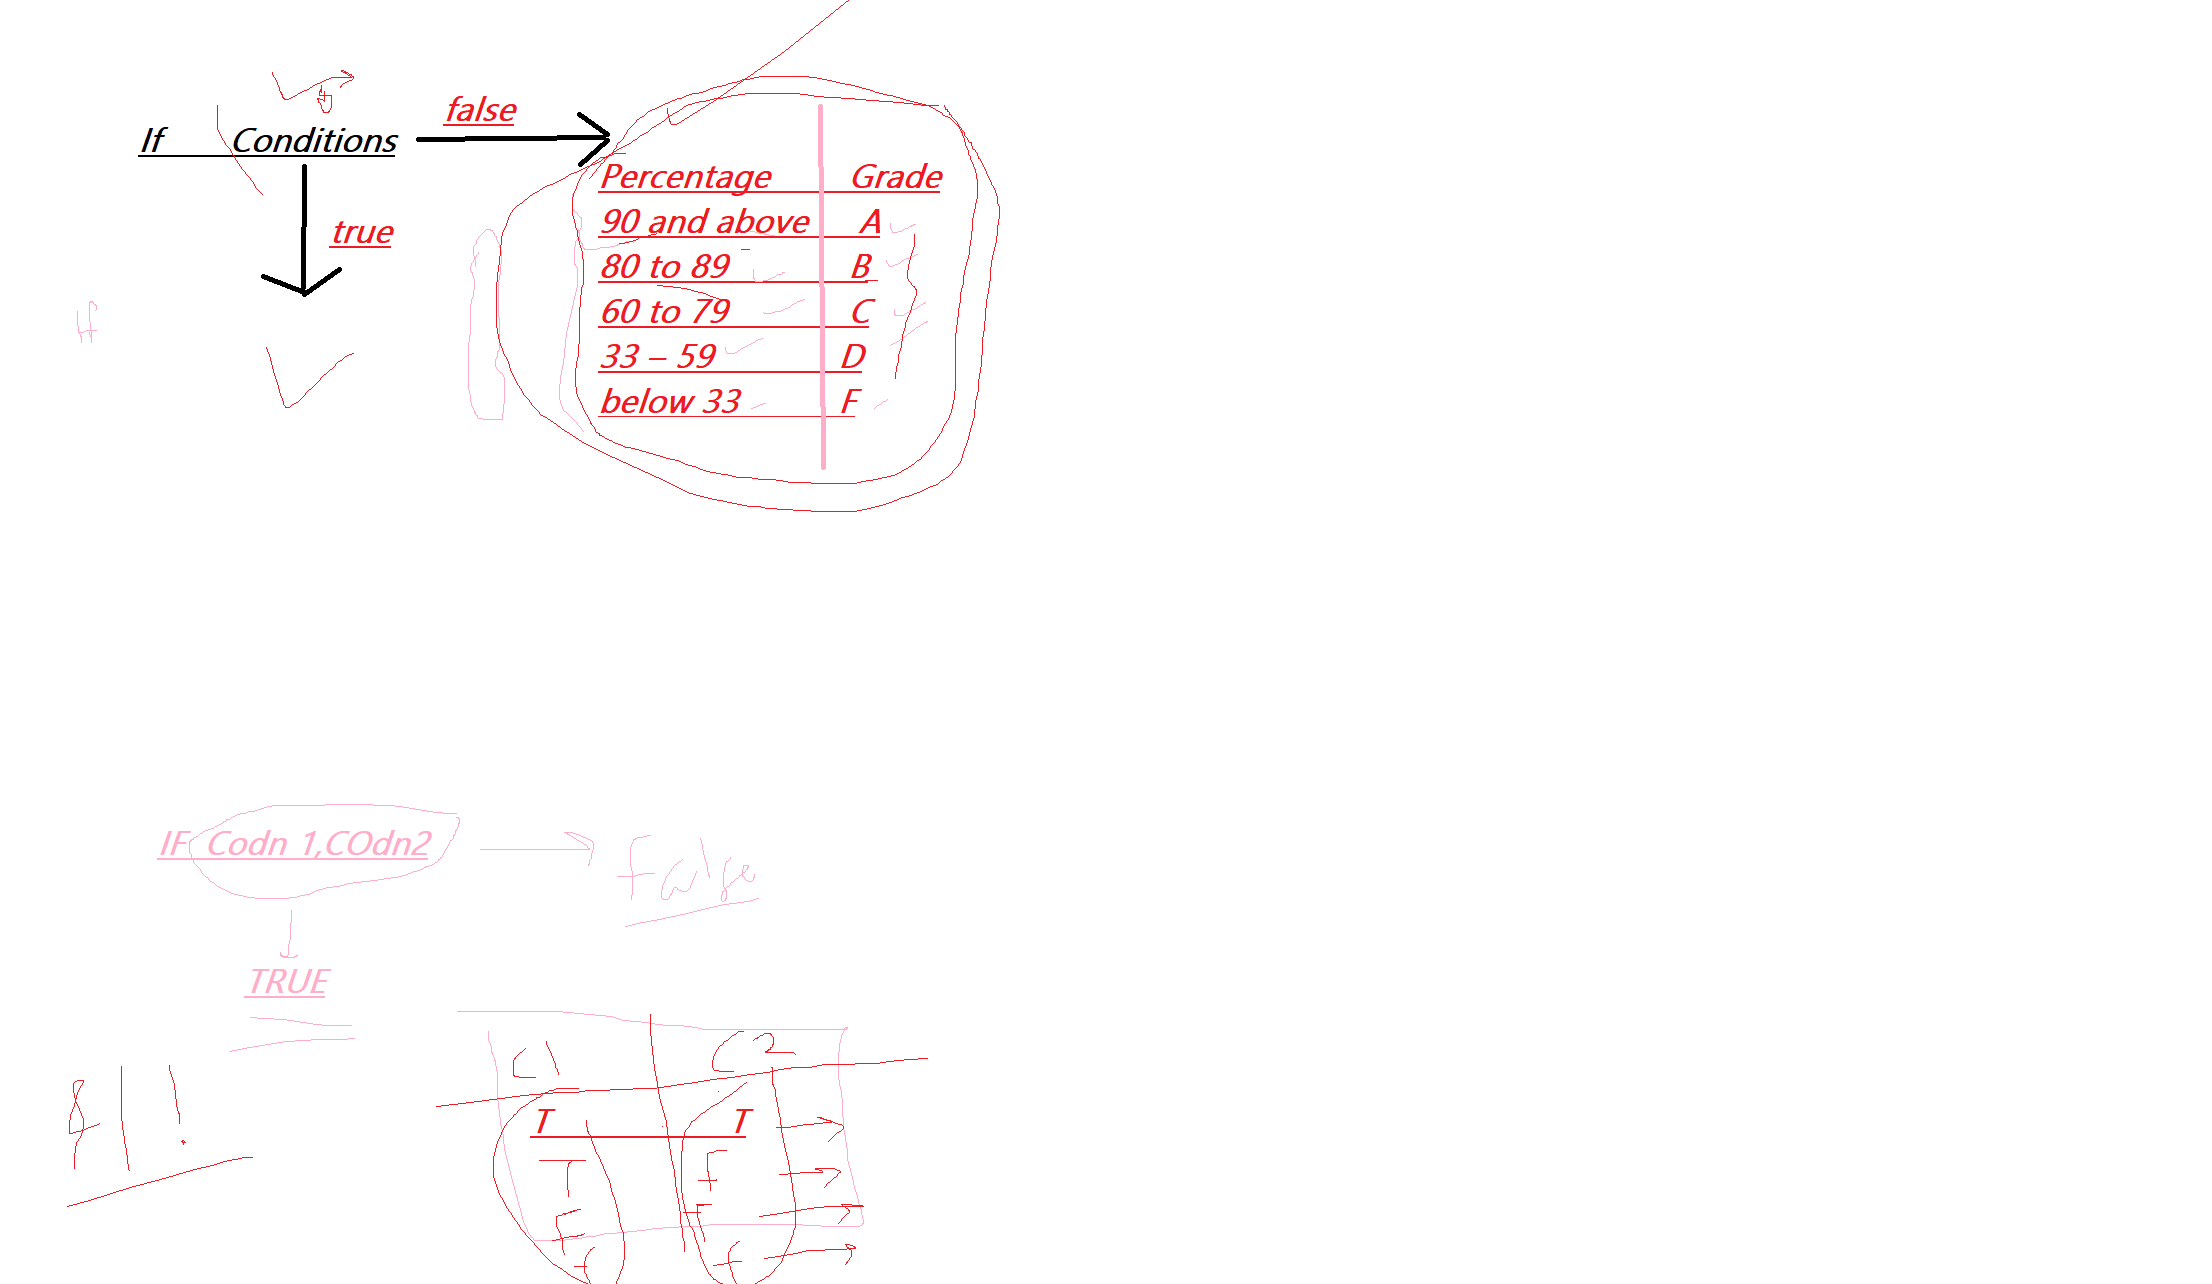 false
If Conditions
Percentage Grade
90 and above A
true
80 to 89 B
60 to 79 C
33 – 59 D
below 33 F
IF Codn 1,COdn2
False
TRUE
C1 C2
T T
T F
F F
F F